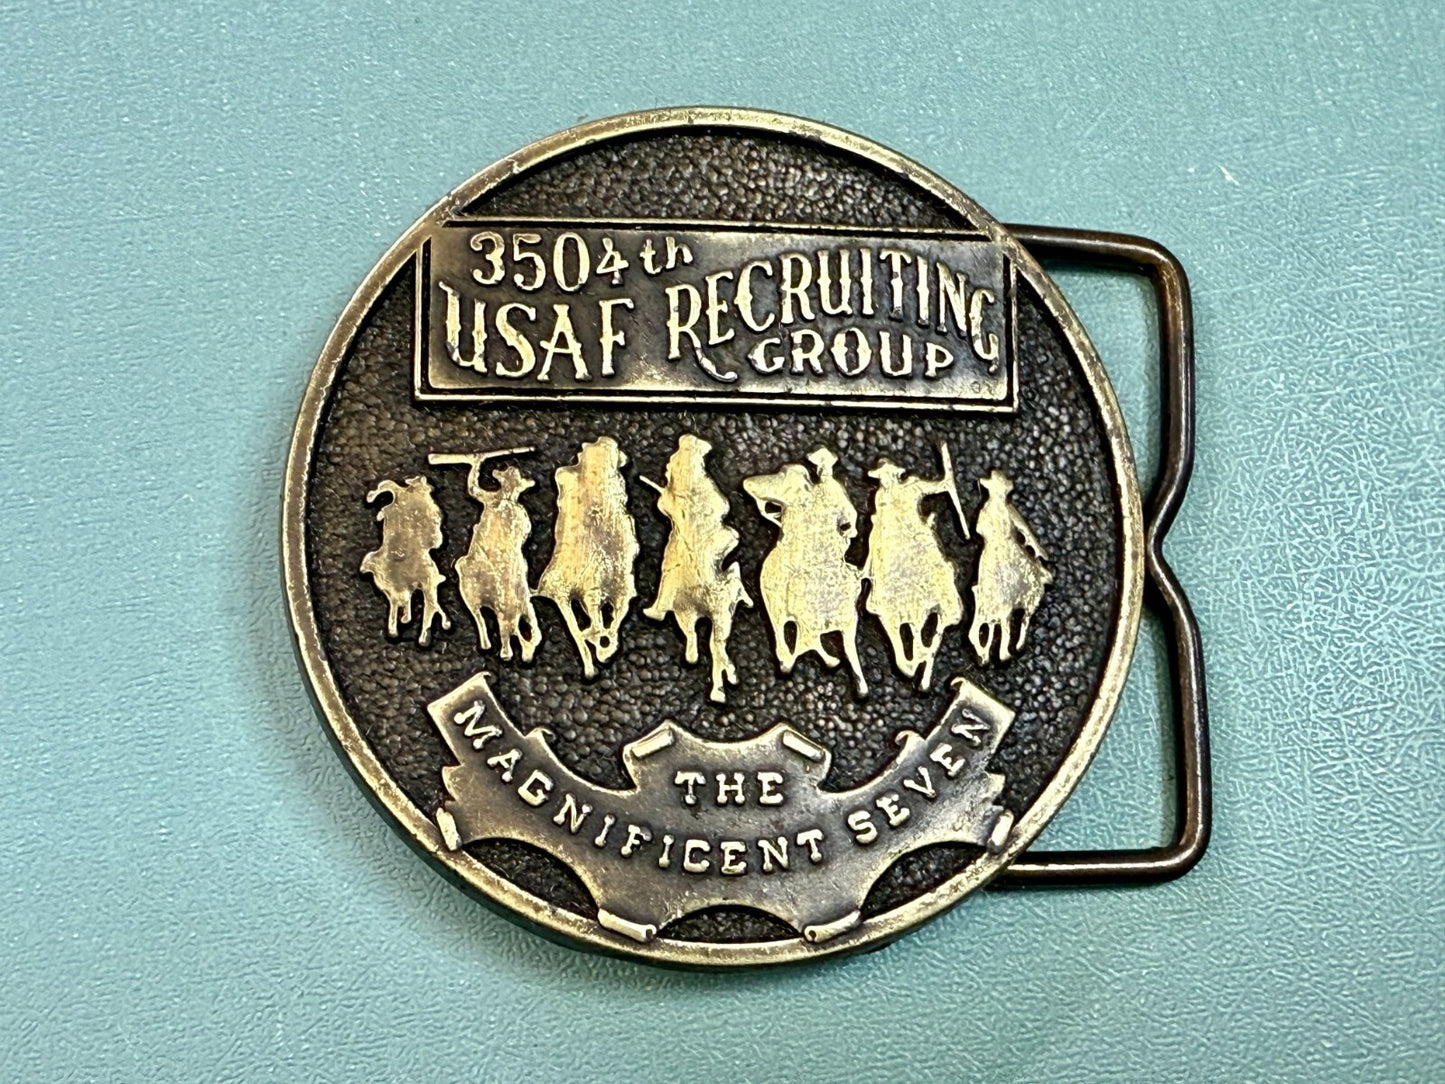 3504th
USAF RECRUITING
GROUP
THE
MAGNIFICENT SEVEN